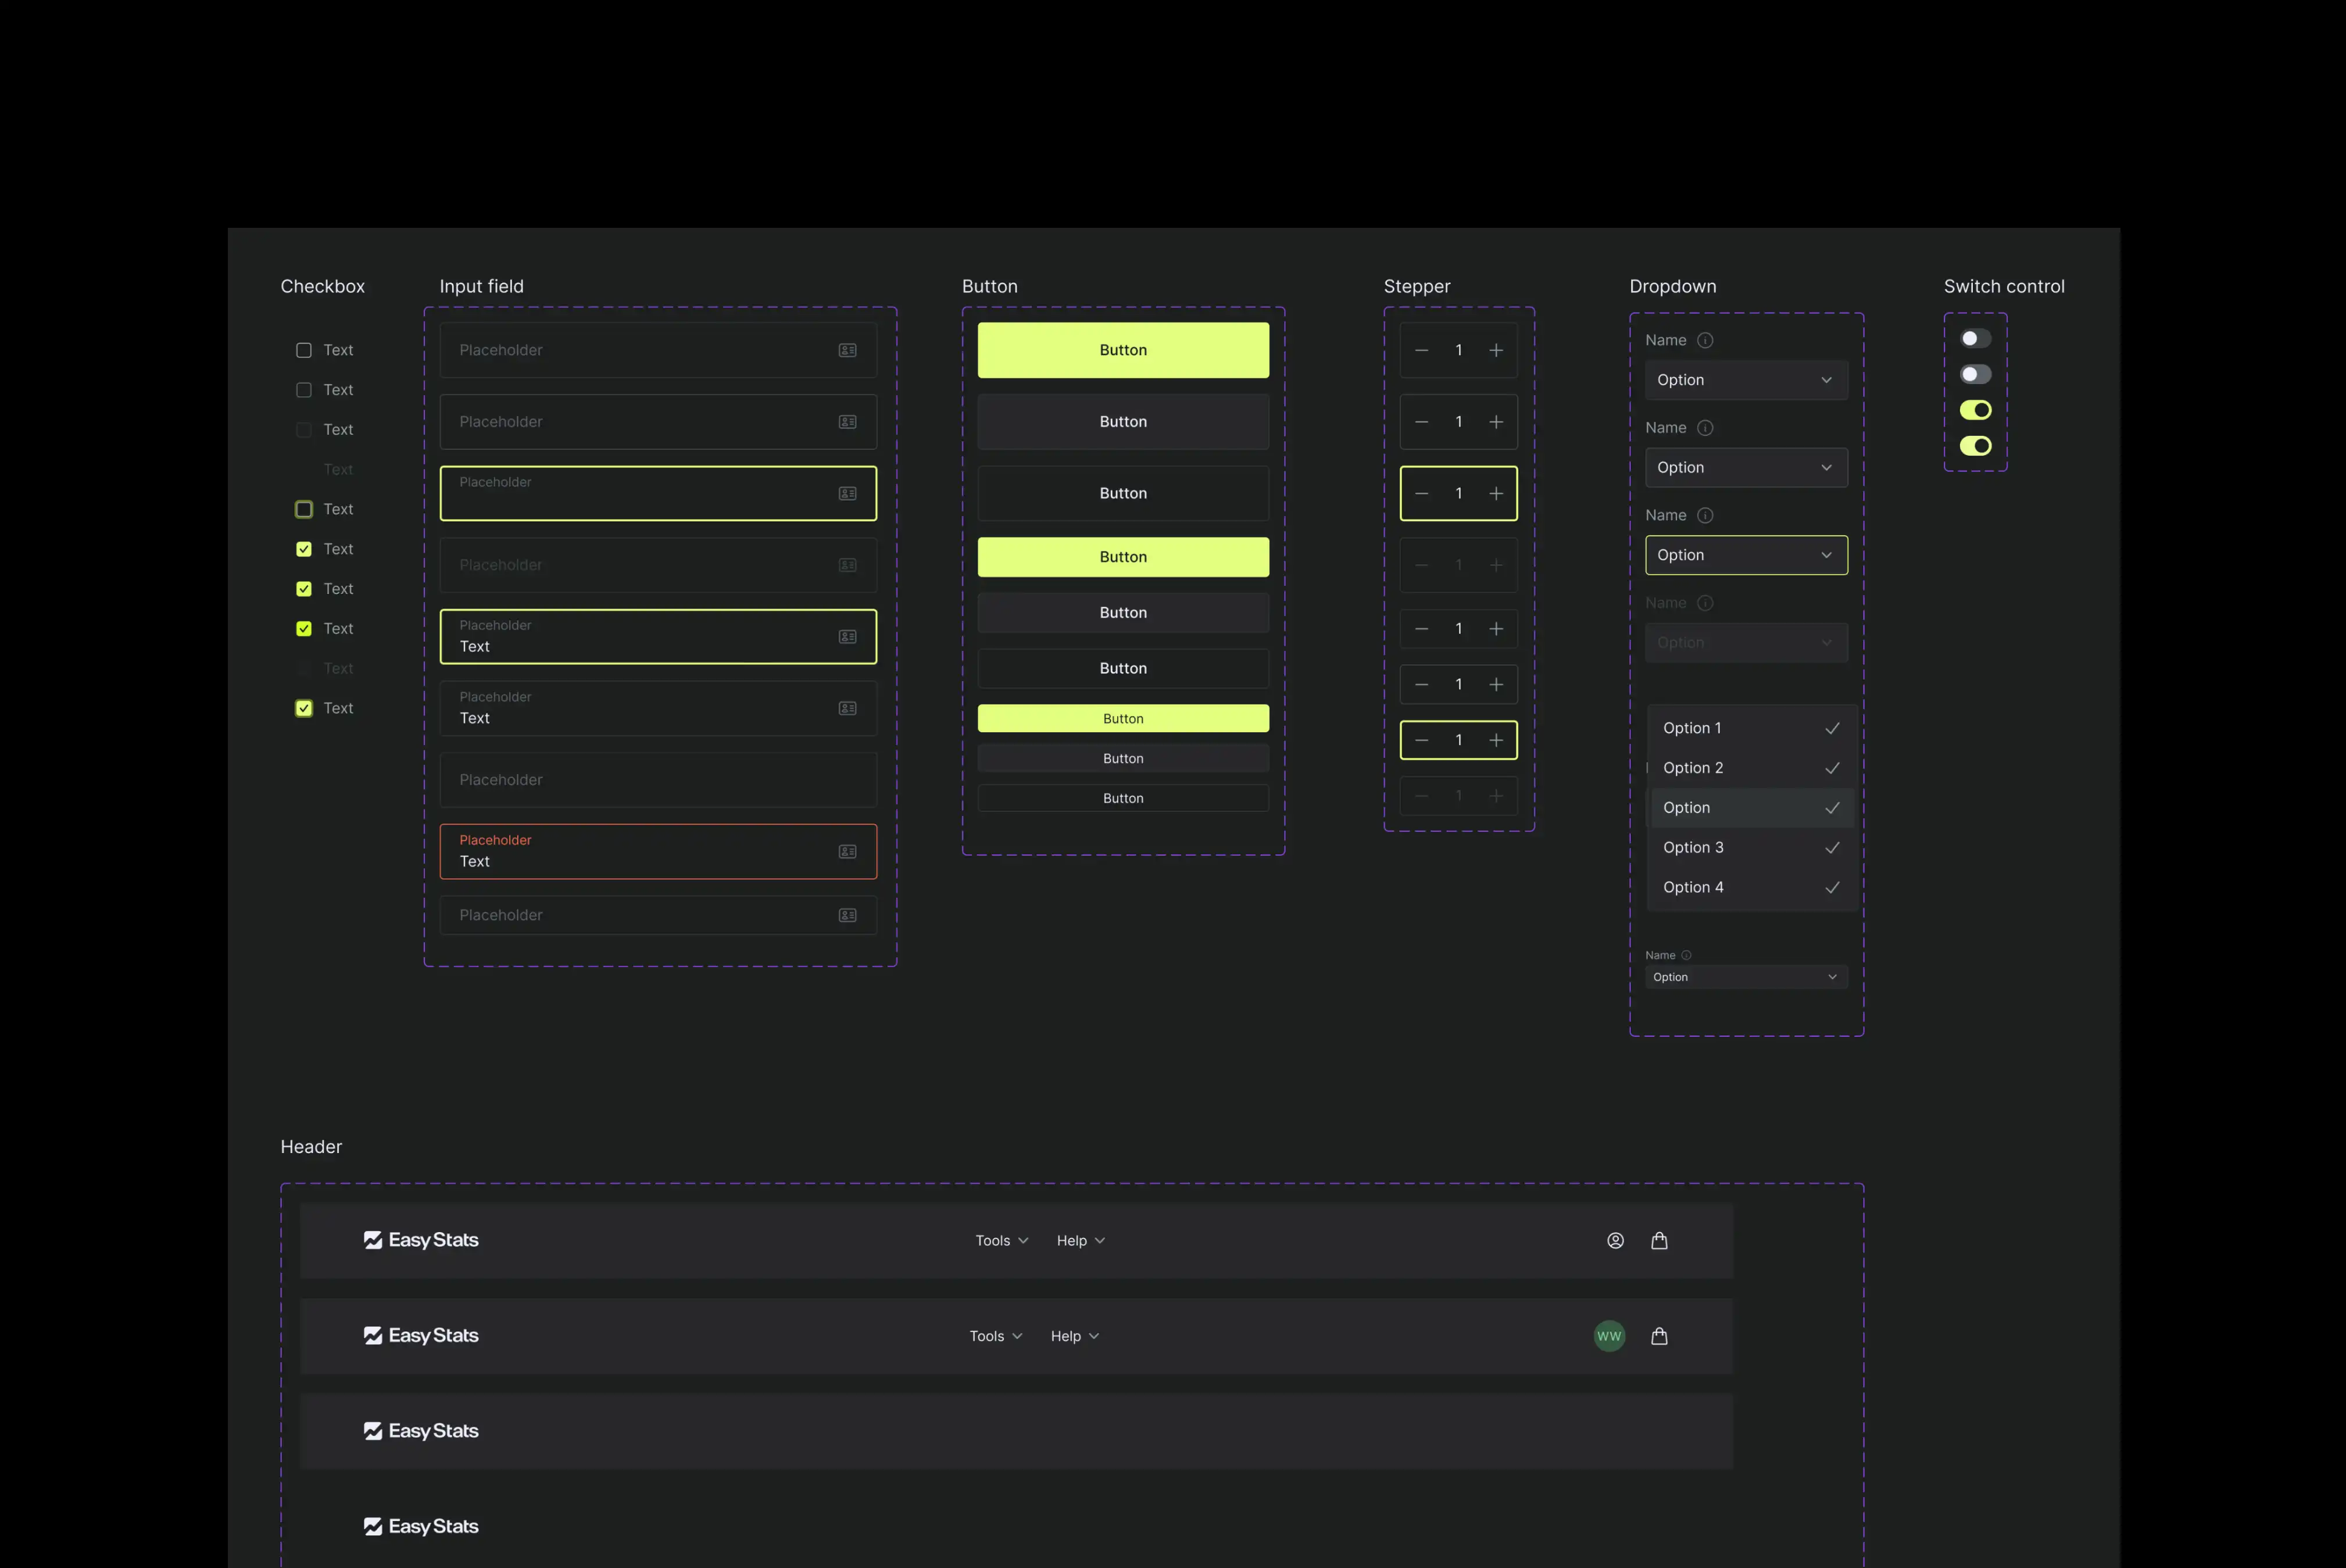 Checkbox
Text
Text
Text
Text
Text
Text
Text
Text
Text
Text
Input field
Placeholder
Placeholder
Placeholder
Placeholder
Placeholder
Text
Placeholder
Text
Placeholder
Placeholder
Text
Placeholder
Button
Button
Button
Button
Button
Button
Button
Button
Button
Button
Stepper
1
1
1
1
1
1
1
1
Dropdown
Name
Option
Name
Option
Name
Option
Name
Option
Option 1
Option 2
Option
Option 3
Option 4
Name
Option
Switch control
Header
Easy Stats Tools Help
Easy Stats Tools Help WW
Easy Stats
Easy Stats